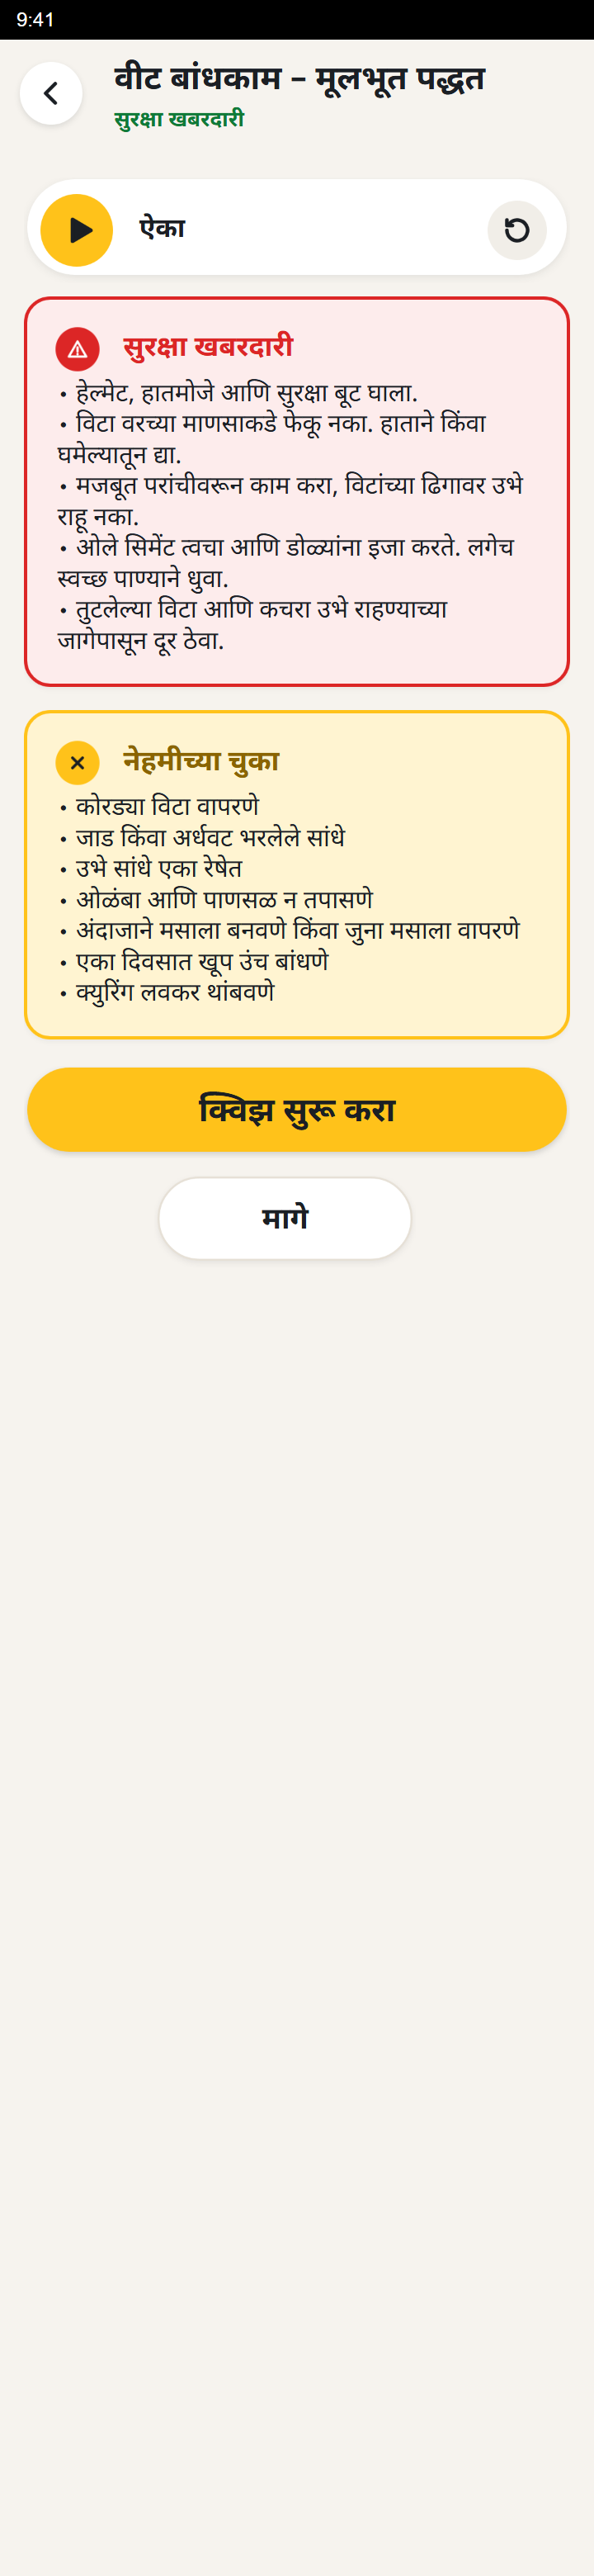 9:41
वीट बांधकाम – मूलभूत पद्धत
सुरक्षा खबरदारी
ऐका
सुरक्षा खबरदारी
• हेल्मेट, हातमोजे आणि सुरक्षा बूट घाला.
• विटा वरच्या माणसाकडे फेकू नका. हाताने किंवा
घमेल्यातून द्या.
• मजबूत परांचीवरून काम करा, विटांच्या ढिगावर उभे
राहू नका.
• ओले सिमेंट त्वचा आणि डोळ्यांना इजा करते. लगेच
स्वच्छ पाण्याने धुवा.
• तुटलेल्या विटा आणि कचरा उभे राहण्याच्या
जागेपासून दूर ठेवा.
नेहमीच्या चुका
• कोरड्या विटा वापरणे
• जाड किंवा अर्धवट भरलेले सांधे
• उभे सांधे एका रेषेत
• ओळंबा आणि पाणसळ न तपासणे
• अंदाजाने मसाला बनवणे किंवा जुना मसाला वापरणे
• एका दिवसात खूप उंच बांधणे
• क्युरिंग लवकर थांबवणे
क्विझ सुरू करा
मागे